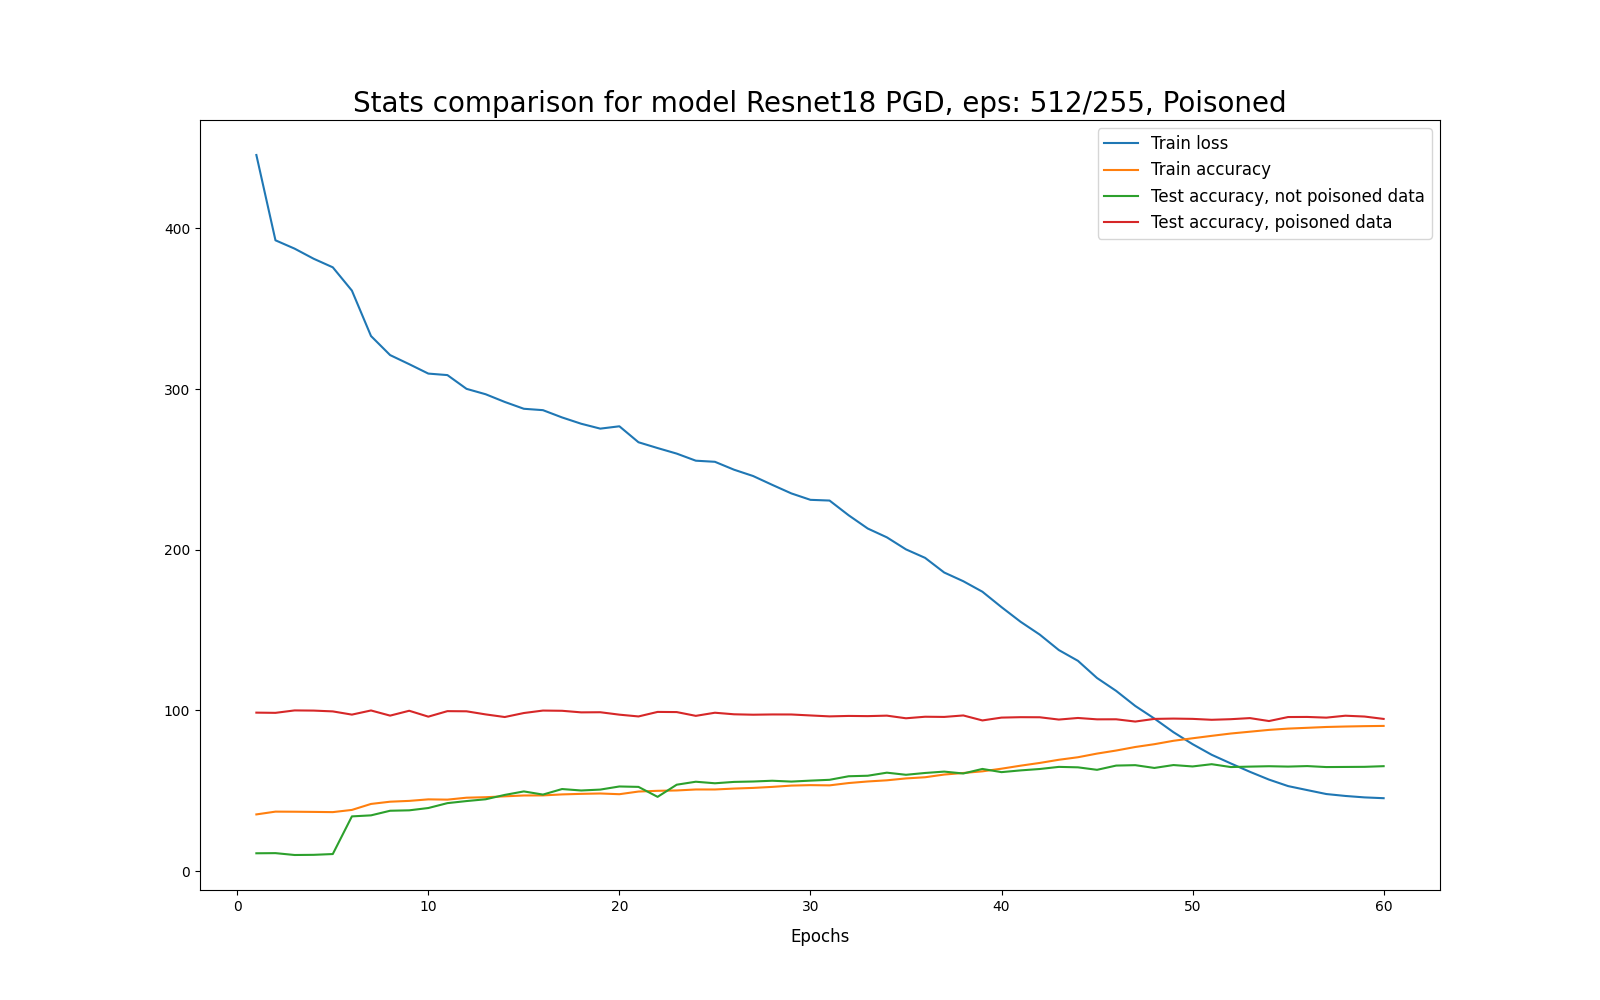 Stats comparison for model Resnet18 PGD, eps: 512/255, Poisoned
Train loss
Train accuracy
Test accuracy, not poisoned data
Test accuracy, poisoned data
400
300
200
100
0
0 10 20 30 40 50 60
Epochs